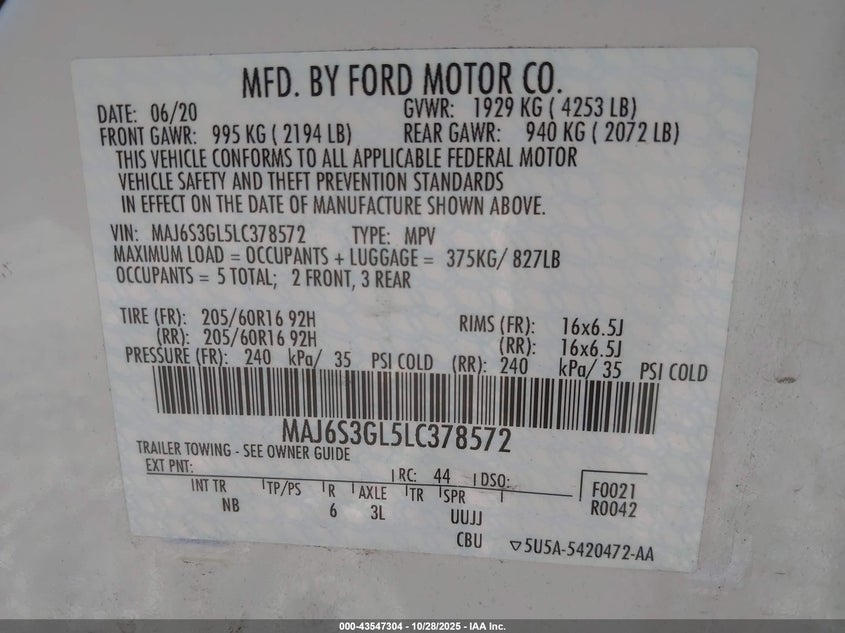 MFD. BY FORD MOTOR CO.
DATE: 06/20 GVWR: 1929 KG ( 4253 LB)
FRONT GAWR: 995 KG ( 2194 LB) REAR GAWR: 940 KG ( 2072 LB)
THIS VEHICLE CONFORMS TO ALL APPLICABLE FEDERAL MOTOR
VEHICLE SAFETY AND THEFT PREVENTION STANDARDS
IN EFFECT ON THE DATE OF MANUFACTURE SHOWN ABOVE.
VIN: MAJ6S3GL5LC378572 TYPE: MPV
MAXIMUM LOAD = OCCUPANTS + LUGGAGE = 375KG/ 827LB
OCCUPANTS = 5 TOTAL; 2 FRONT, 3 REAR
TIRE (FR): 205/60R16 92H RIMS (FR): 16x6.5J
(RR): 205/60R16 92H (RR): 16x6.5J
PRESSURE (FR): 240 kPa/ 35 PSI COLD (RR): 240 kPa/ 35 PSI COLD
MAJ6S3GL5LC378572
TRAILER TOWING - SEE OWNER GUIDE
EXT PNT: RC: 44 DSO: F0021
INT TR TP/PS R AXLE TR SPR R0042
NB 6 3L UUJJ
CBU 5U5A-5420472-AA
000-43547304 | 10/28/2025 - IAA Inc.